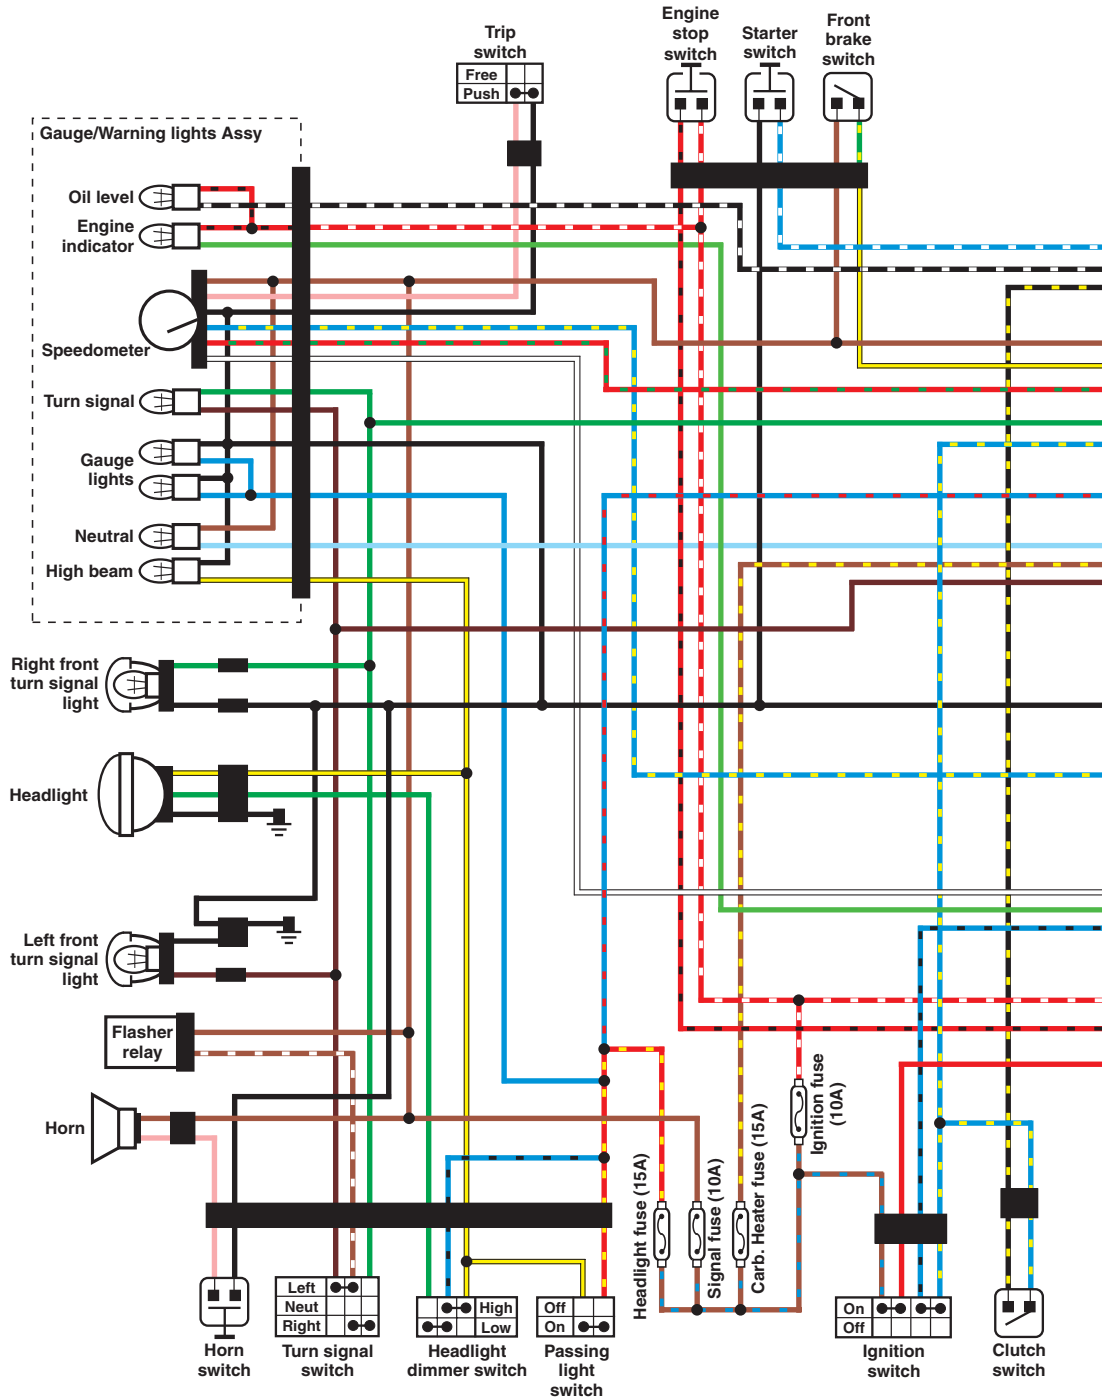 Engine
stop
switch
Starter
switch
Front
brake
switch
Trip
switch
Free
Push
Gauge/Warning lights Assy
Oil level
Engine
indicator
Speedometer
Turn signal
Gauge
lights
Neutral
High beam
Right front
turn signal
light
Headlight
Left front
turn signal
light
Flasher
relay
Horn
Headlight fuse (15A)
Signal fuse (10A)
Carb. Heater fuse (15A)
Ignition fuse
(10A)
Left
Neut
Right
High
Low
Off
On
On
Off
Horn
switch
Turn signal
switch
Headlight
dimmer switch
Passing
light
switch
Ignition
switch
Clutch
switch